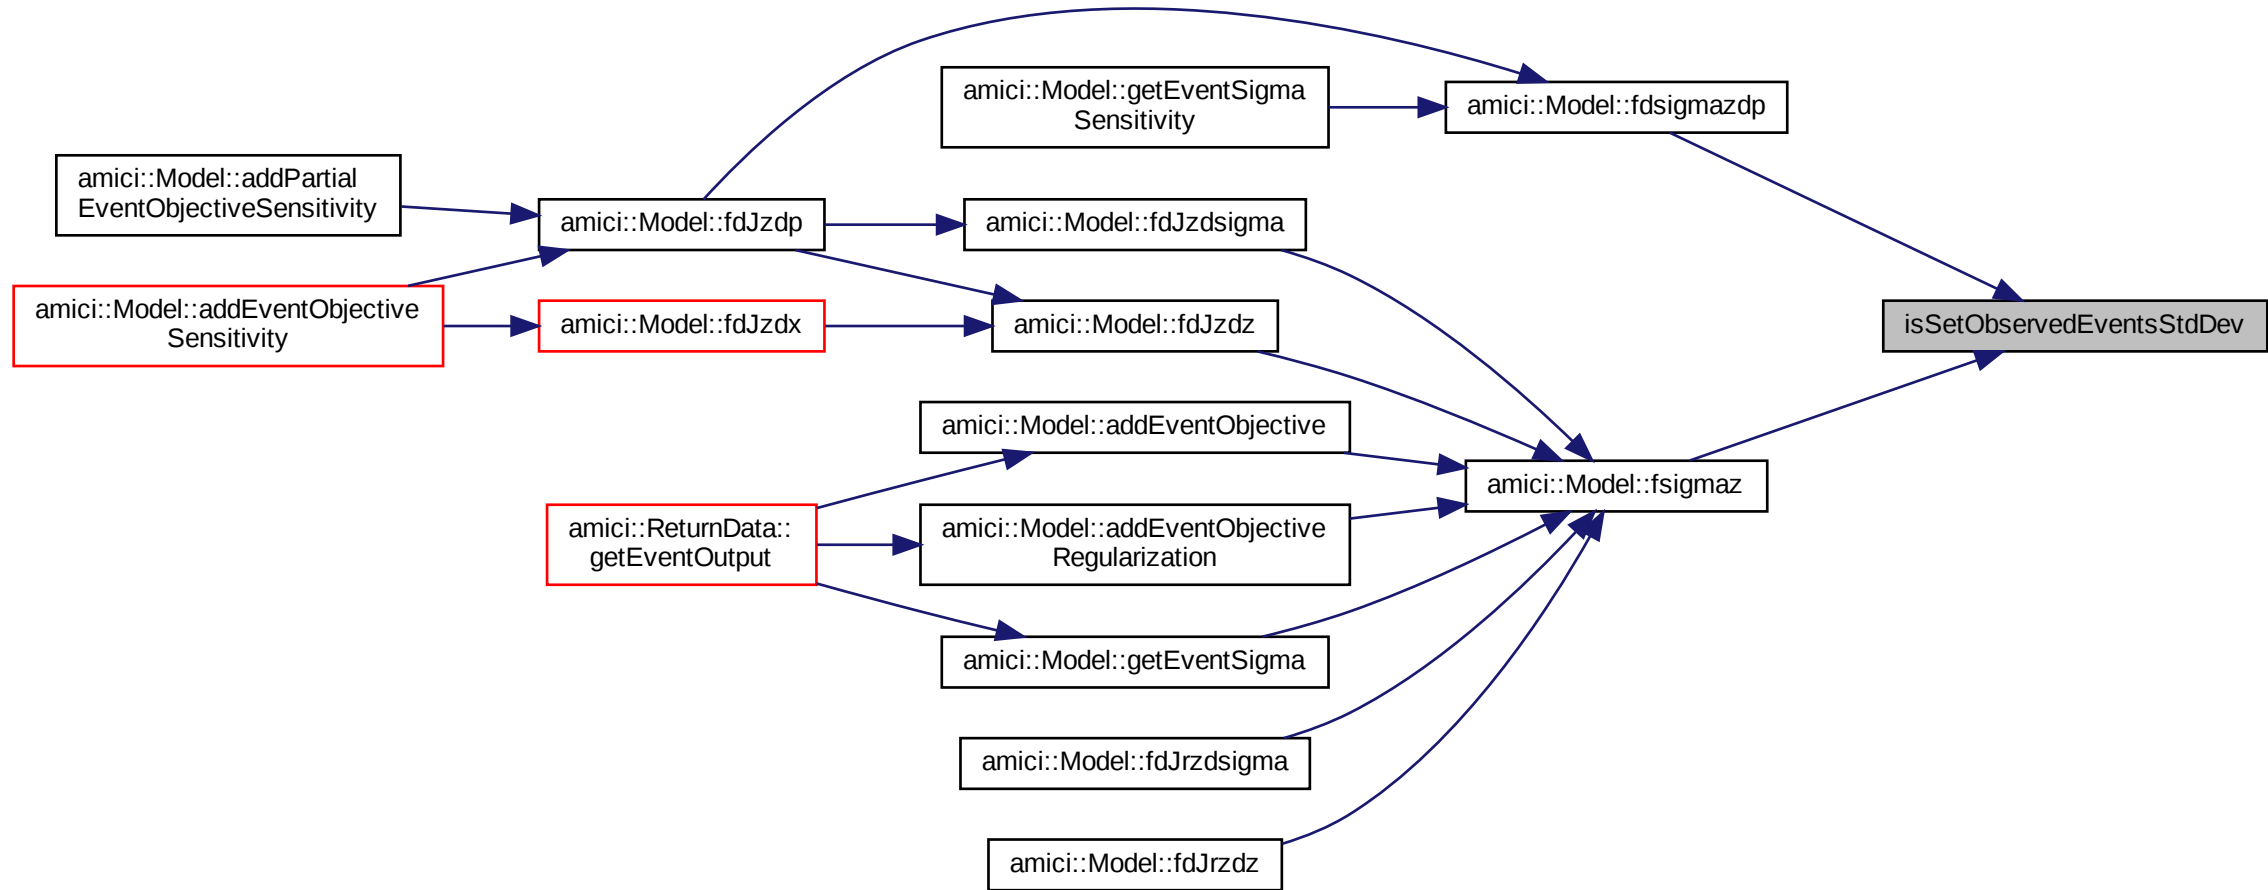 amici::Model::getEventSigma
Sensitivity
amici::Model::fdsigmazdp
amici::Model::addPartial
EventObjectiveSensitivity
amici::Model::fdJzdp
amici::Model::fdJzdsigma
amici::Model::addEventObjective
Sensitivity
amici::Model::fdJzdx
amici::Model::fdJzdz
isSetObservedEventsStdDev
amici::Model::addEventObjective
amici::Model::fsigmaz
amici::ReturnData::
getEventOutput
amici::Model::addEventObjective
Regularization
amici::Model::getEventSigma
amici::Model::fdJrzdsigma
amici::Model::fdJrzdz